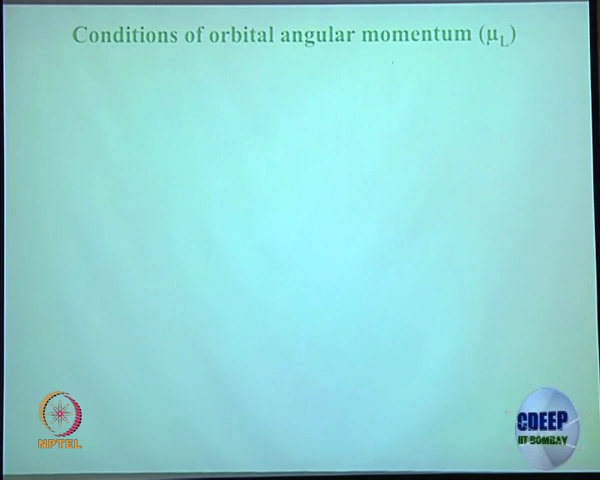 Conditions of orbital angular momentum (μL)
NPTEL
CDEEP
IIT BOMBAY